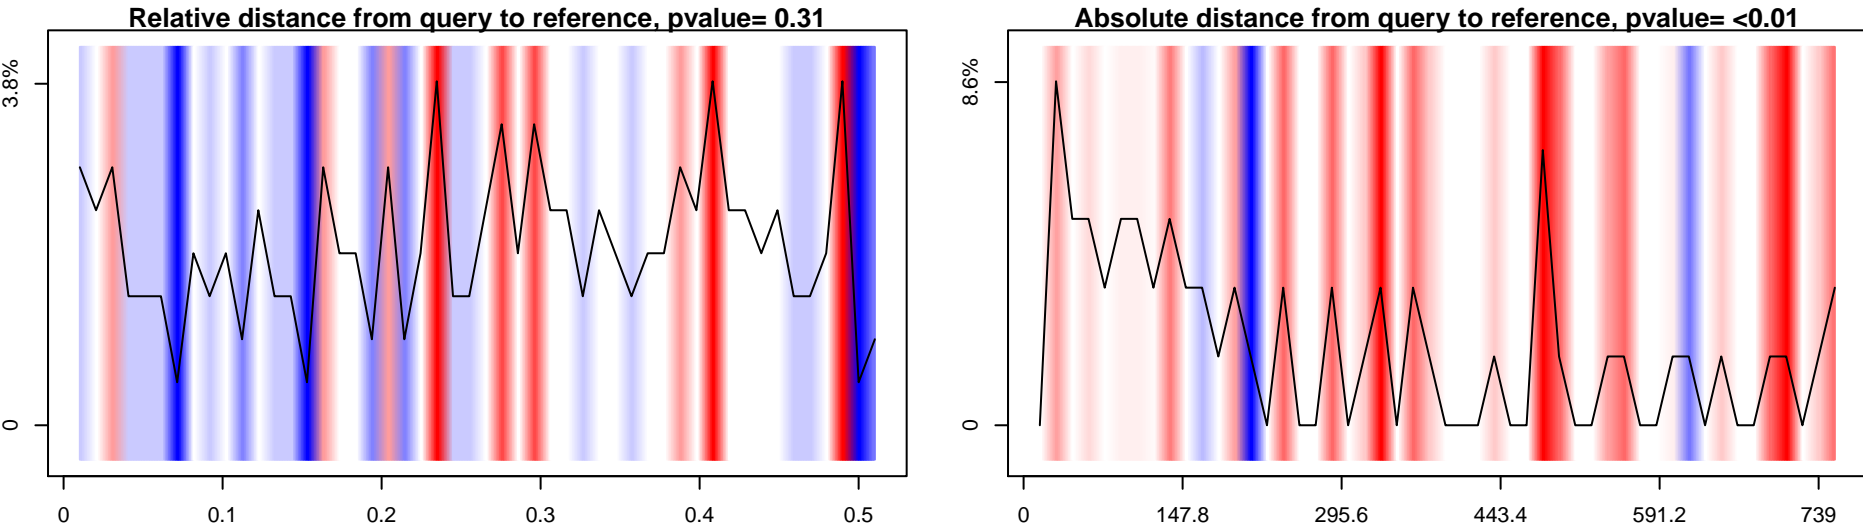 Relative distance from query to reference, pvalue= 0.31
3.8%
0
0 0.1 0.2 0.3 0.4 0.5
Absolute distance from query to reference, pvalue= <0.01
8.6%
0
0 147.8 295.6 443.4 591.2 739